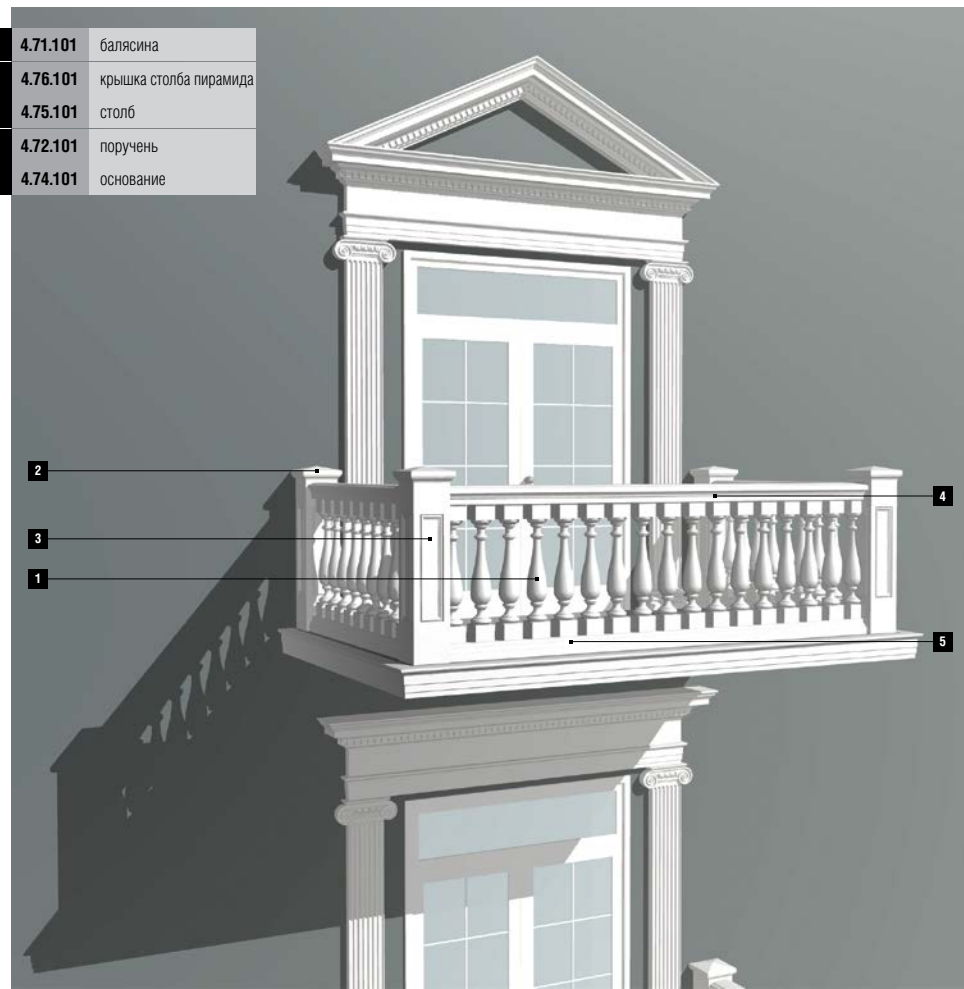 4.71.101 балясина
4.76.101 крышка столба пирамида
4.75.101 столб
4.72.101 поручень
4.74.101 основание
2
4
3
1
5